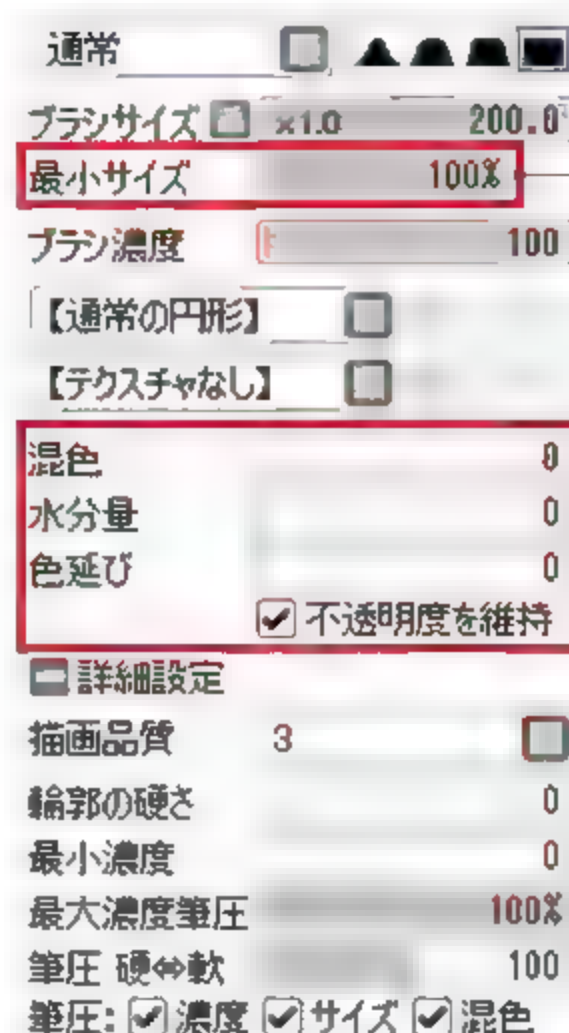 通常
ブラシサイズ ×1.0 200.0
最小サイズ 100%
ブラシ濃度 100
【通常の円形】
【テクスチャなし】
混色 0
水分量 0
色延び 0
不透明度を維持
詳細設定
描画品質 3
輪郭の硬さ 0
最小濃度 0
最大濃度筆圧 100%
筆圧 硬⇔軟 100
筆圧: 濃度 サイズ 混色